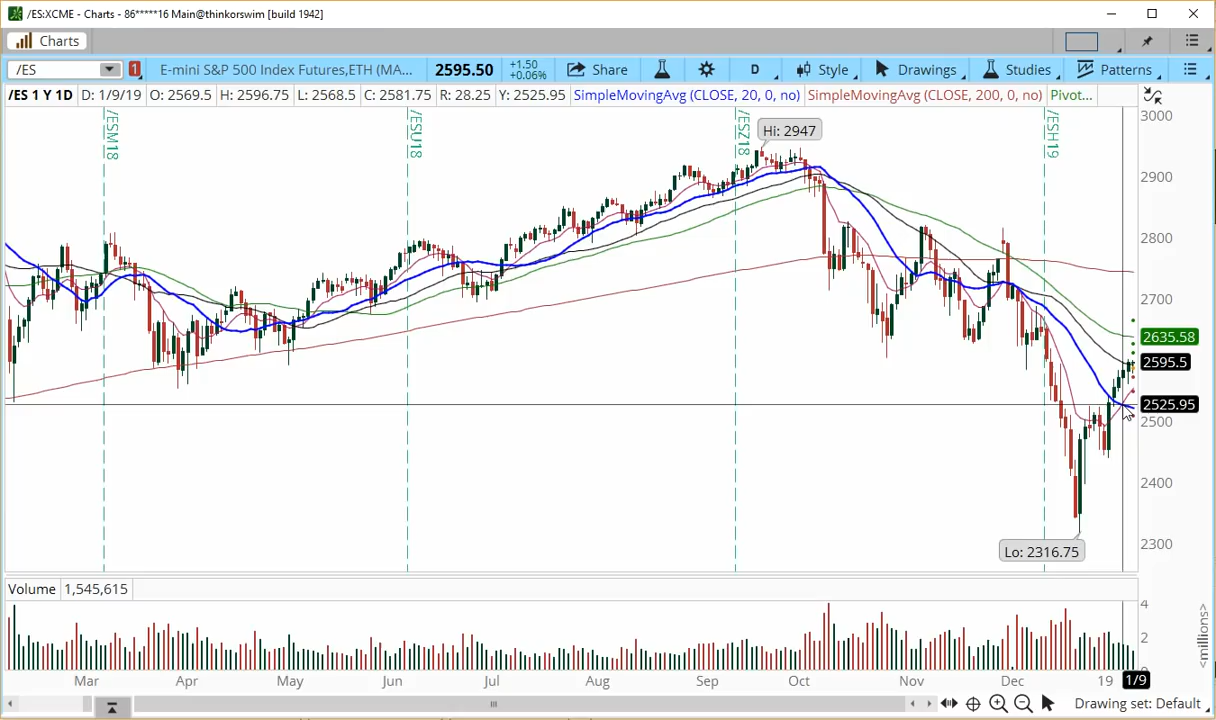 /ES:XCME - Charts - 86*****16 Main@thinkorswim [build 1942]
Charts
/ES 1 E-mini S&P 500 Index Futures,ETH (MA... 2595.50 +1.50 +0.06% Share D Style Drawings Studies Patterns
/ES 1 Y 1D D: 1/9/19 O: 2569.5 H: 2596.75 L: 2568.5 C: 2581.75 R: 28.25 Y: 2525.95 SimpleMovingAvg (CLOSE, 20, 0, no) SimpleMovingAvg (CLOSE, 200, 0, no) Pivot...
/ESM18
/ESU18
/ESZ18
/ESH19
Hi: 2947
3000
2900
2800
2700
2635.58
2595.5
2525.95
2500
2400
2300
Lo: 2316.75
Volume 1,545,615
4
2
0
<millions>
Mar Apr May Jun Jul Aug Sep Oct Nov Dec 19 1/9
Drawing set: Default